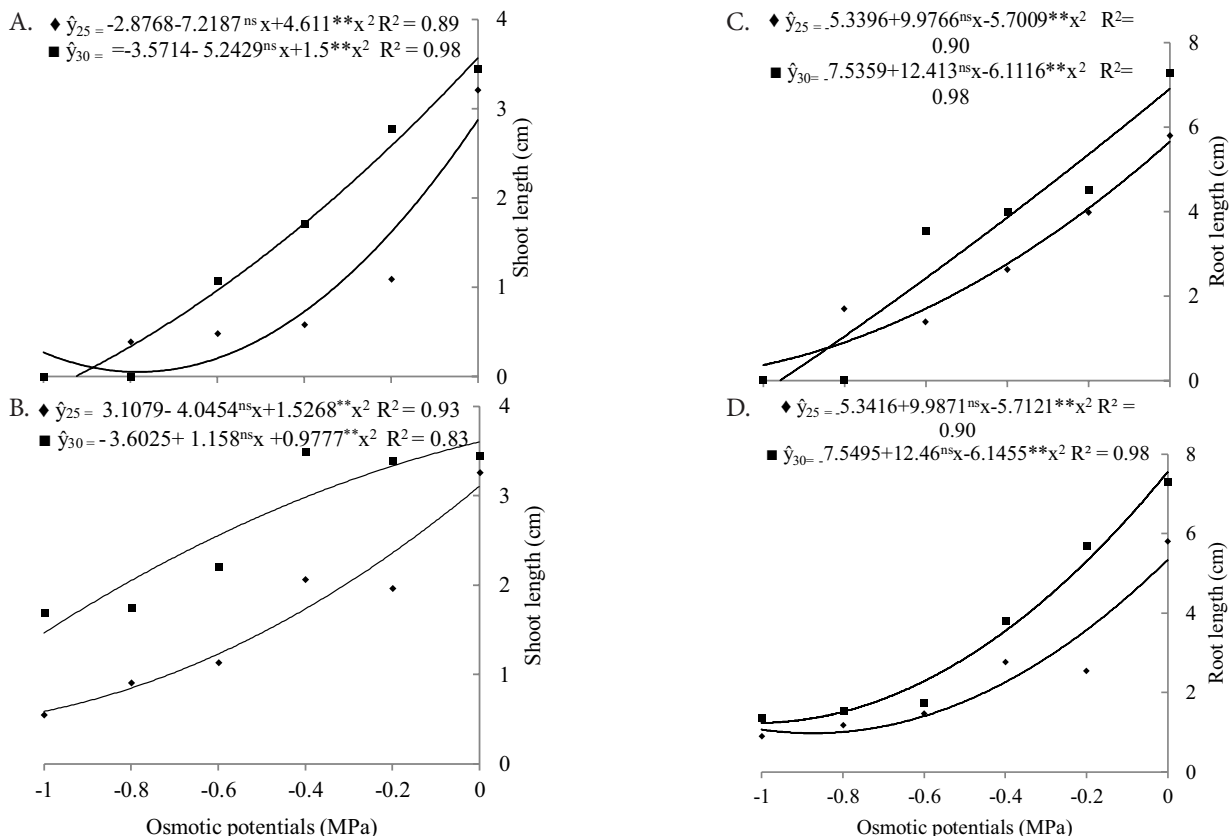 A. ♦ ŷ25 = -2.8768-7.2187 ns x+4.611**x2 R2 = 0.89
■ ŷ30 = =-3.5714- 5.2429nsx+1.5**x2 R² = 0.98
4
3
2
1
0
Shoot length (cm)
B. ♦ ŷ25 = 3.1079- 4.0454nsx+1.5268**x2 R2 = 0.93
■ ŷ30 = - 3.6025+ 1.158nsx +0.9777**x2 R2 = 0.83
4
3
2
1
0
Shoot length (cm)
-1 -0.8 -0.6 -0.4 -0.2 0
Osmotic potentials (MPa)
C. ♦ ŷ25 = -5.3396+9.9766nsx-5.7009**x2 R2=
0.90
■ ŷ30= -7.5359+12.413nsx-6.1116**x2 R2=
0.98
8
6
4
2
0
Root length (cm)
D. ♦ ŷ25 = -5.3416+9.9871nsx-5.7121**x2 R2 =
0.90
■ ŷ30= -7.5495+12.46nsx-6.1455**x2 R2 = 0.98
8
6
4
2
0
Root length (cm)
-1 -0.8 -0.6 -0.4 -0.2 0
Osmotic potentials (MPa)